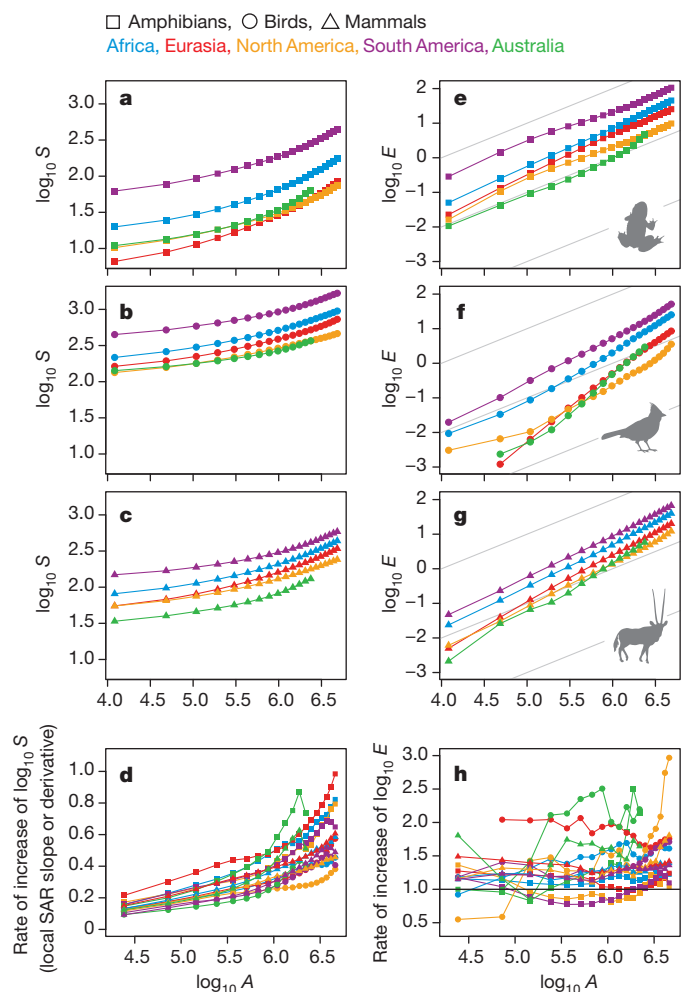 Amphibians, Birds, Mammals
Africa, Eurasia, North America, South America, Australia
a
log10 S
3.0
2.5
2.0
1.5
1.0
e
log10 E
2
1
0
−1
−2
−3
b
log10 S
3.0
2.5
2.0
1.5
1.0
f
log10 E
2
1
0
−1
−2
−3
c
log10 S
3.0
2.5
2.0
1.5
1.0
4.0 4.5 5.0 5.5 6.0 6.5
g
log10 E
2
1
0
−1
−2
−3
4.0 4.5 5.0 5.5 6.0 6.5
d
Rate of increase of log10 S
(local SAR slope or derivative)
1.0
0.8
0.6
0.4
0.2
0
4.5 5.0 5.5 6.0 6.5
log10 A
h
Rate of increase of log10 E
3.0
2.5
2.0
1.5
1.0
0.5
4.5 5.0 5.5 6.0 6.5
log10 A